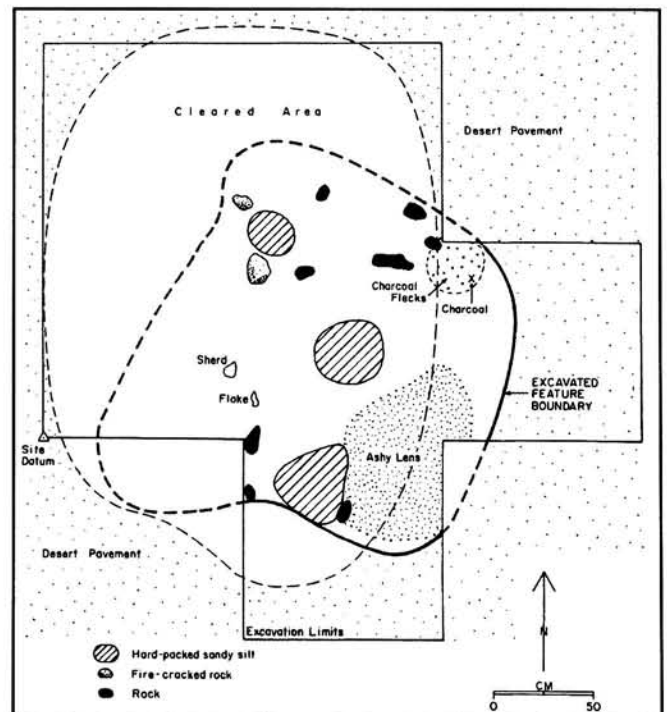 Cleared Area
Desert Pavement
Charcoal
Flecks
Charcoal
Sherd
Flake
EXCAVATED
FEATURE
BOUNDARY
Site
Datum
Ashy Lens
Desert Pavement
Excavation Limits
Hard-packed sandy silt
Fire-cracked rock
Rock
N
CM
0 50